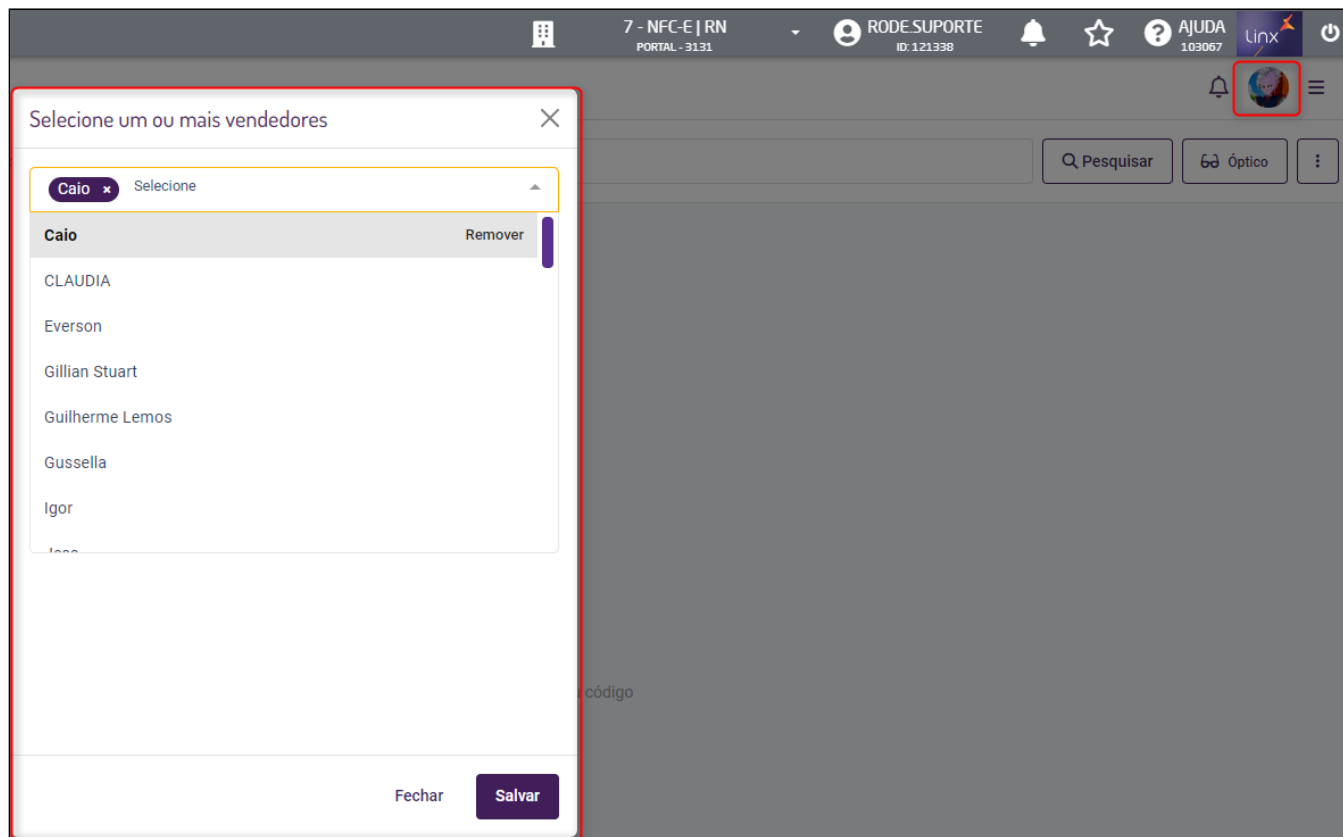 7 - NFC-E | RN
PORTAL - 3131
RODE.SUPORTE
ID: 121338
AJUDA
103067
Linx
Selecione um ou mais vendedores
Pesquisar
Óptico
Caio × Selecione
Caio Remover
CLAUDIA
Everson
Gillian Stuart
Guilherme Lemos
Gussella
Igor
código
Fechar
Salvar